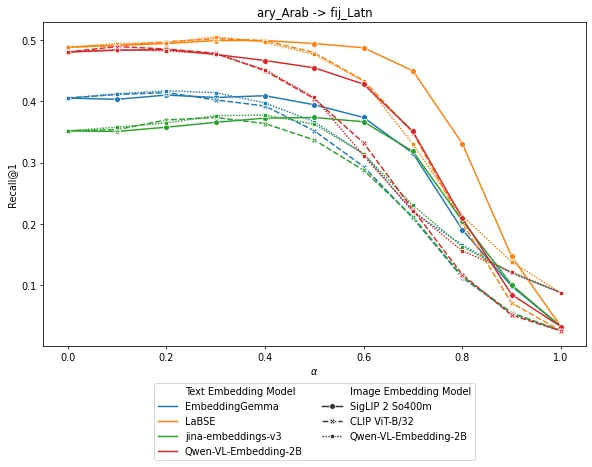 ary_Arab -> fij_Latn
0.5
0.4
0.3
0.2
0.1
Recall@1
0.0 0.2 0.4 0.6 0.8 1.0
α
Text Embedding Model Image Embedding Model
EmbeddingGemma SigLIP 2 So400m
LaBSE CLIP ViT-B/32
jina-embeddings-v3 Qwen-VL-Embedding-2B
Qwen-VL-Embedding-2B